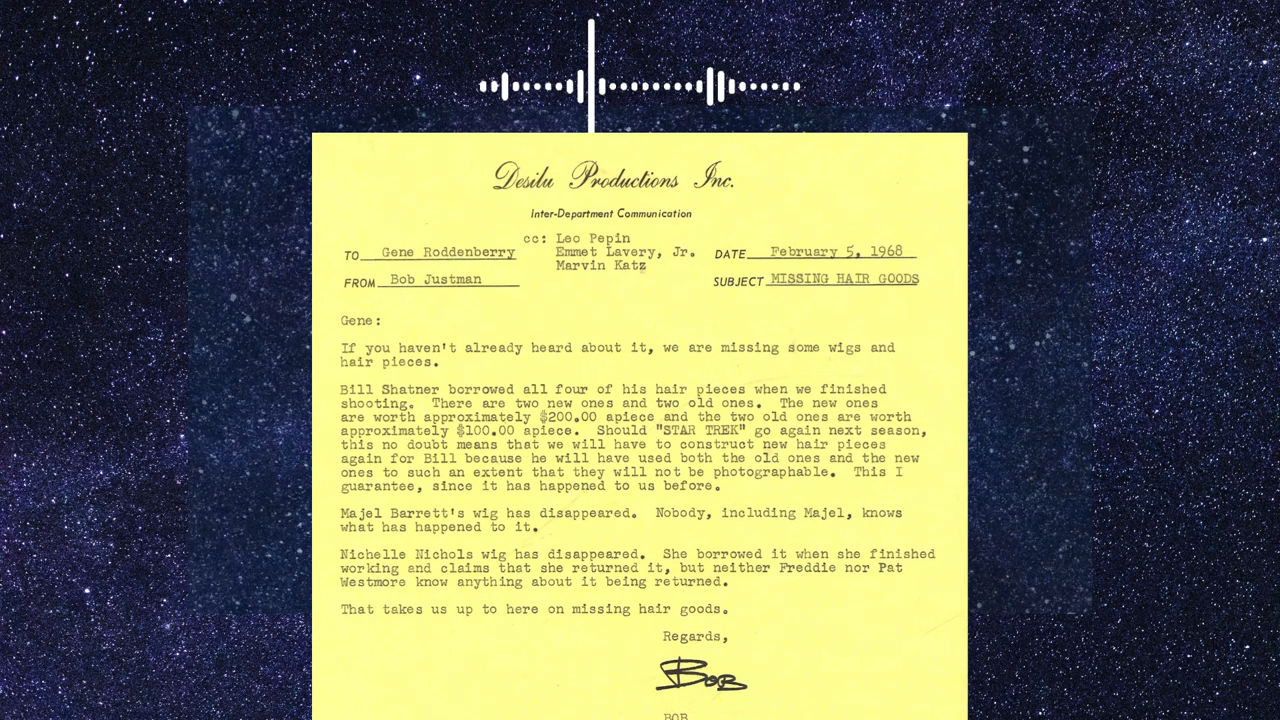 Desilu Productions Inc.
Inter-Department Communication
cc: Leo Pepin
TO Gene Roddenberry Emmet Lavery, Jr. DATE February 5, 1968
Marvin Katz
FROM Bob Justman SUBJECT MISSING HAIR GOODS
Gene:
If you haven't already heard about it, we are missing some wigs and
hair pieces.
Bill Shatner borrowed all four of his hair pieces when we finished
shooting. There are two new ones and two old ones. The new ones
are worth approximately $200.00 apiece and the two old ones are worth
approximately $100.00 apiece. Should "STAR TREK" go again next season,
this no doubt means that we will have to construct new hair pieces
again for Bill because he will have used both the old ones and the new
ones to such an extent that they will not be photographable. This I
guarantee, since it has happened to us before.
Majel Barrett's wig has disappeared. Nobody, including Majel, knows
what has happened to it.
Nichelle Nichols wig has disappeared. She borrowed it when she finished
working and claims that she returned it, but neither Freddie nor Pat
Westmore know anything about it being returned.
That takes us up to here on missing hair goods.
Regards,
Bob
BOB